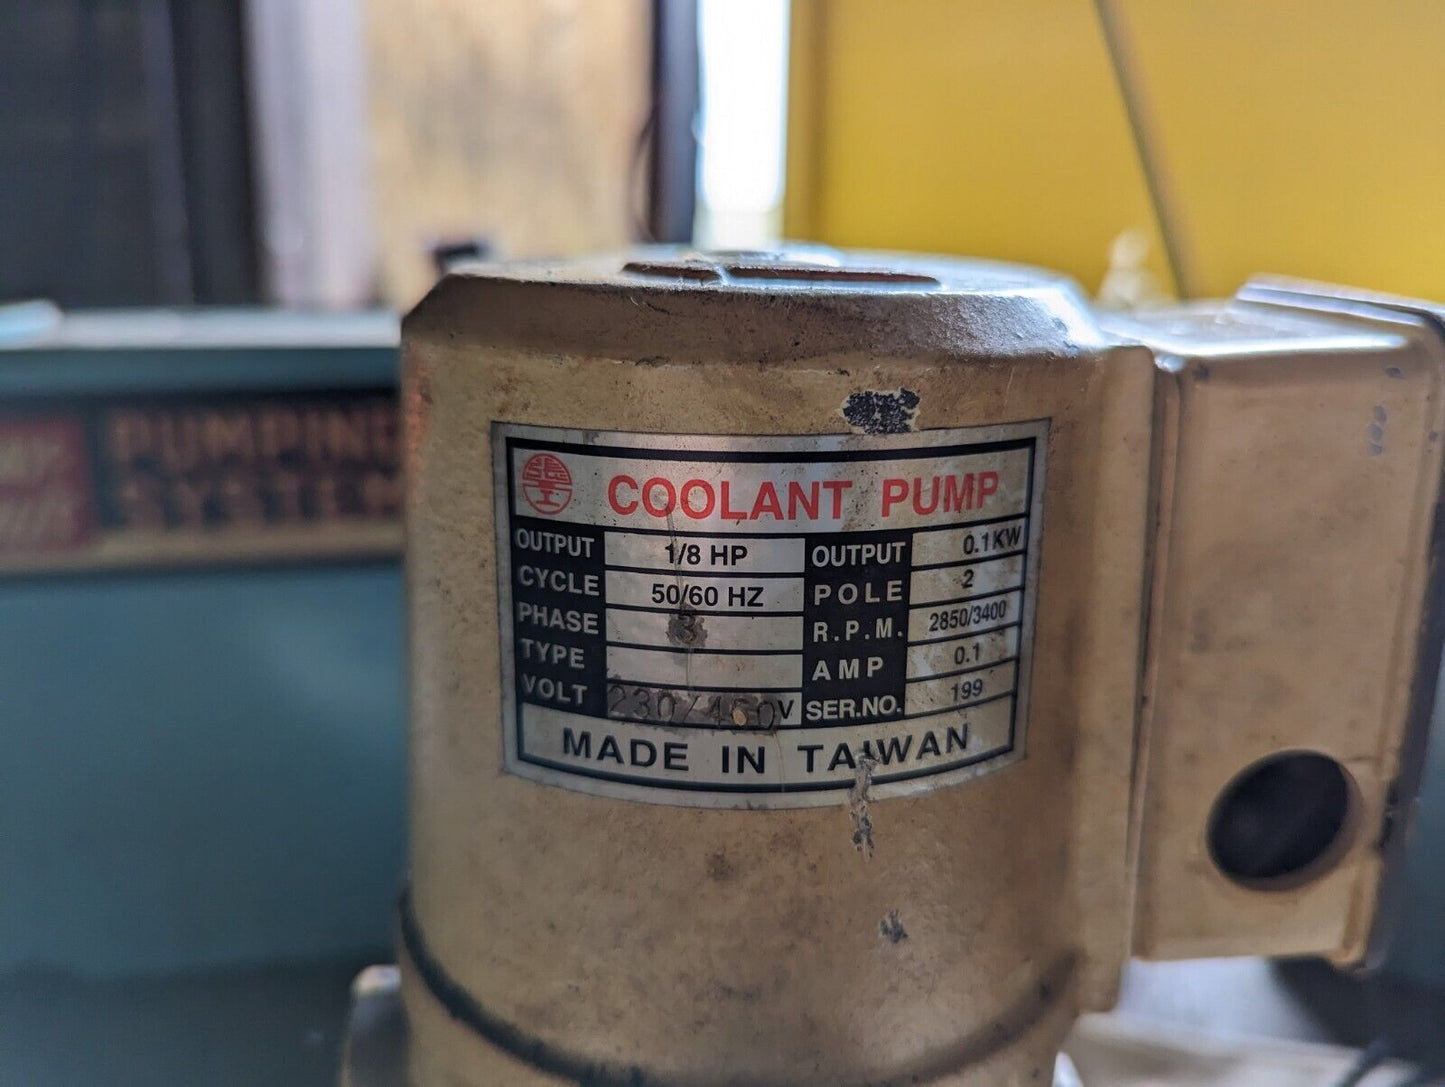 PUMPING
SYSTEM
COOLANT PUMP
OUTPUT 1/8 HP OUTPUT 0.1KW
CYCLE 50/60 HZ POLE 2
PHASE 3 R.P.M. 2850/3400
TYPE AMP 0.1
VOLT 230/460V SER.NO. 199
MADE IN TAIWAN